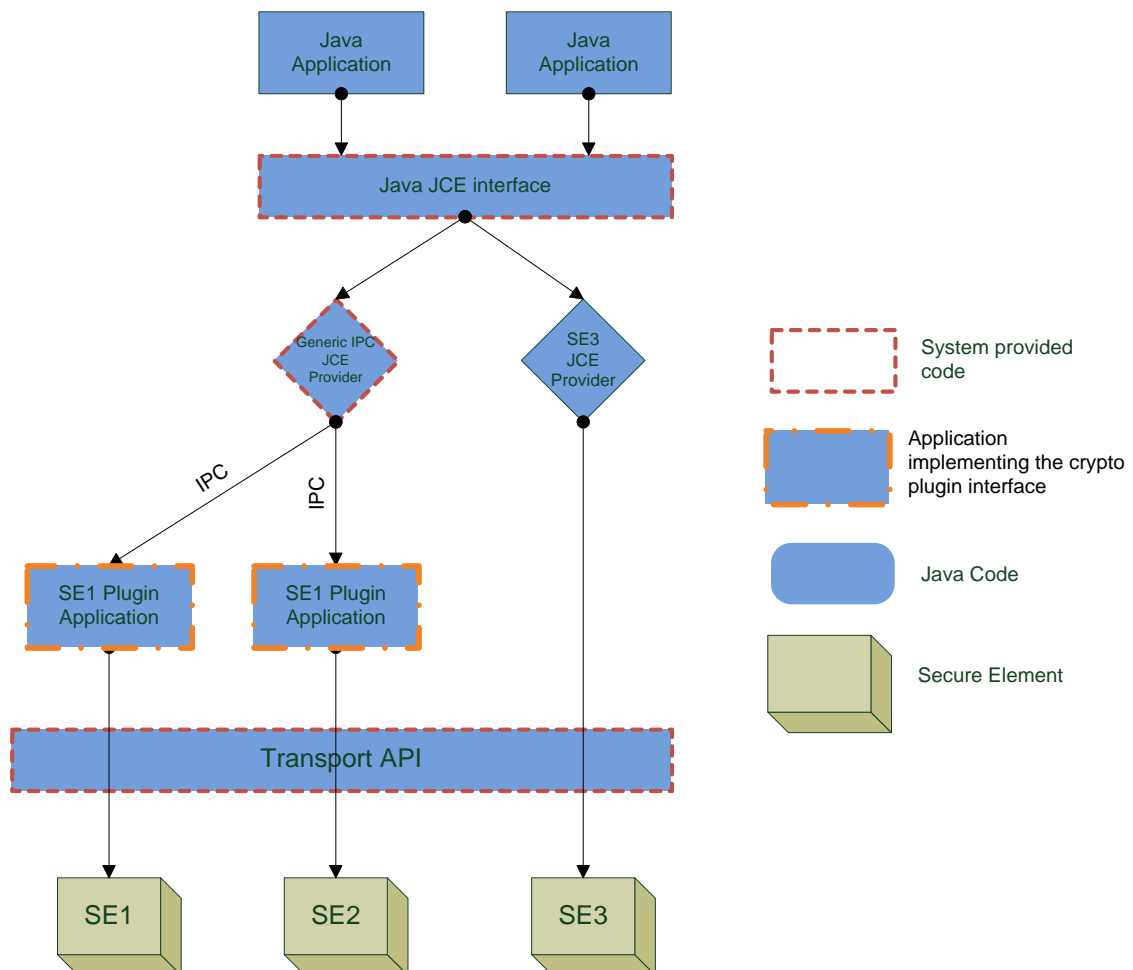 Java
Application
Java
Application
Java JCE interface
Generic IPC
JCE
Provider
SE3
JCE
Provider
IPC
IPC
SE1 Plugin
Application
SE1 Plugin
Application
Transport API
SE1
SE2
SE3
System provided
code
Application
implementing the crypto
plugin interface
Java Code
Secure Element